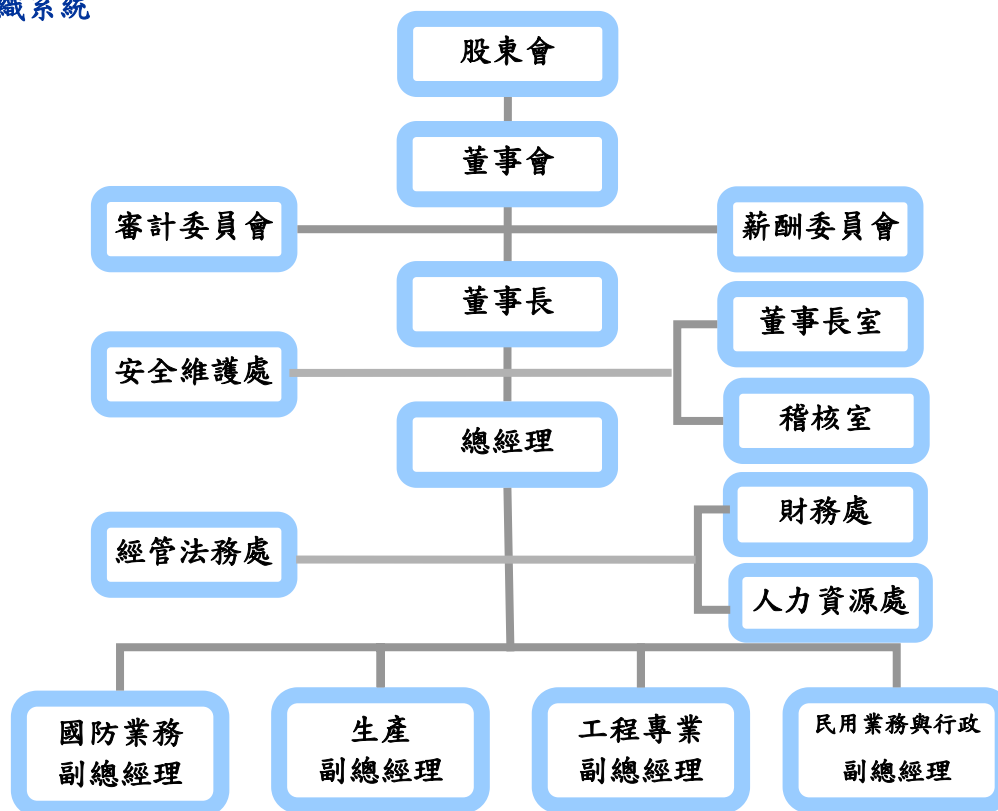 織系統
股東會
董事會
審計委員會
薪酬委員會
董事長
董事長室
安全維護處
稽核室
總經理
財務處
經管法務處
人力資源處
國防業務
副總經理
生產
副總經理
工程專業
副總經理
民用業務與行政
副總經理